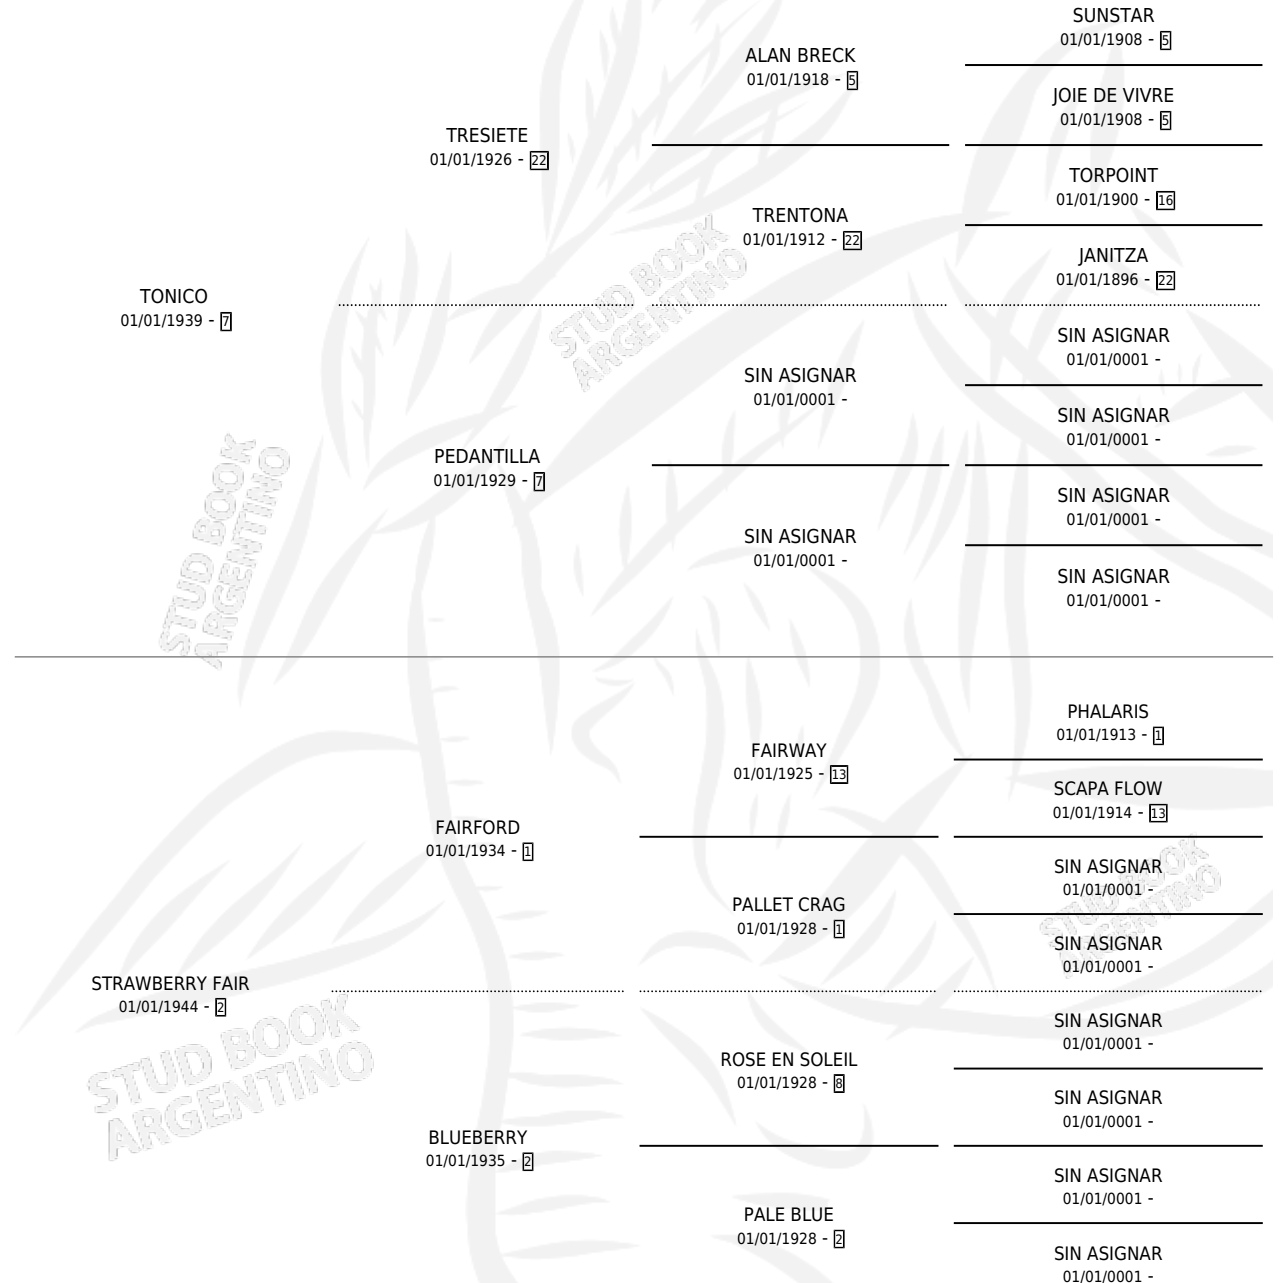 SUNSTAR
01/01/1908 - 5
ALAN BRECK
01/01/1918 - 5
JOIE DE VIVRE
01/01/1908 - 5
TRESIETE
01/01/1926 - 22
TORPOINT
01/01/1900 - 16
TRENTONA
01/01/1912 - 22
JANITZA
01/01/1896 - 22
TONICO
01/01/1939 - 7
SIN ASIGNAR
01/01/0001 -
SIN ASIGNAR
01/01/0001 -
SIN ASIGNAR
01/01/0001 -
PEDANTILLA
01/01/1929 - 7
SIN ASIGNAR
01/01/0001 -
SIN ASIGNAR
01/01/0001 -
SIN ASIGNAR
01/01/0001 -
STUD BOOK
ARGENTINO
STUD BOOK
ARGENTINO
PHALARIS
01/01/1913 - 1
FAIRWAY
01/01/1925 - 13
SCAPA FLOW
01/01/1914 - 13
FAIRFORD
01/01/1934 - 1
SIN ASIGNAR
01/01/0001 -
PALLET CRAG
01/01/1928 - 1
SIN ASIGNAR
01/01/0001 -
STUD BOOK
ARGENTINO
STRAWBERRY FAIR
01/01/1944 - 2
SIN ASIGNAR
01/01/0001 -
ROSE EN SOLEIL
01/01/1928 - 8
SIN ASIGNAR
01/01/0001 -
STUD BOOK
ARGENTINO
BLUEBERRY
01/01/1935 - 2
SIN ASIGNAR
01/01/0001 -
PALE BLUE
01/01/1928 - 2
SIN ASIGNAR
01/01/0001 -